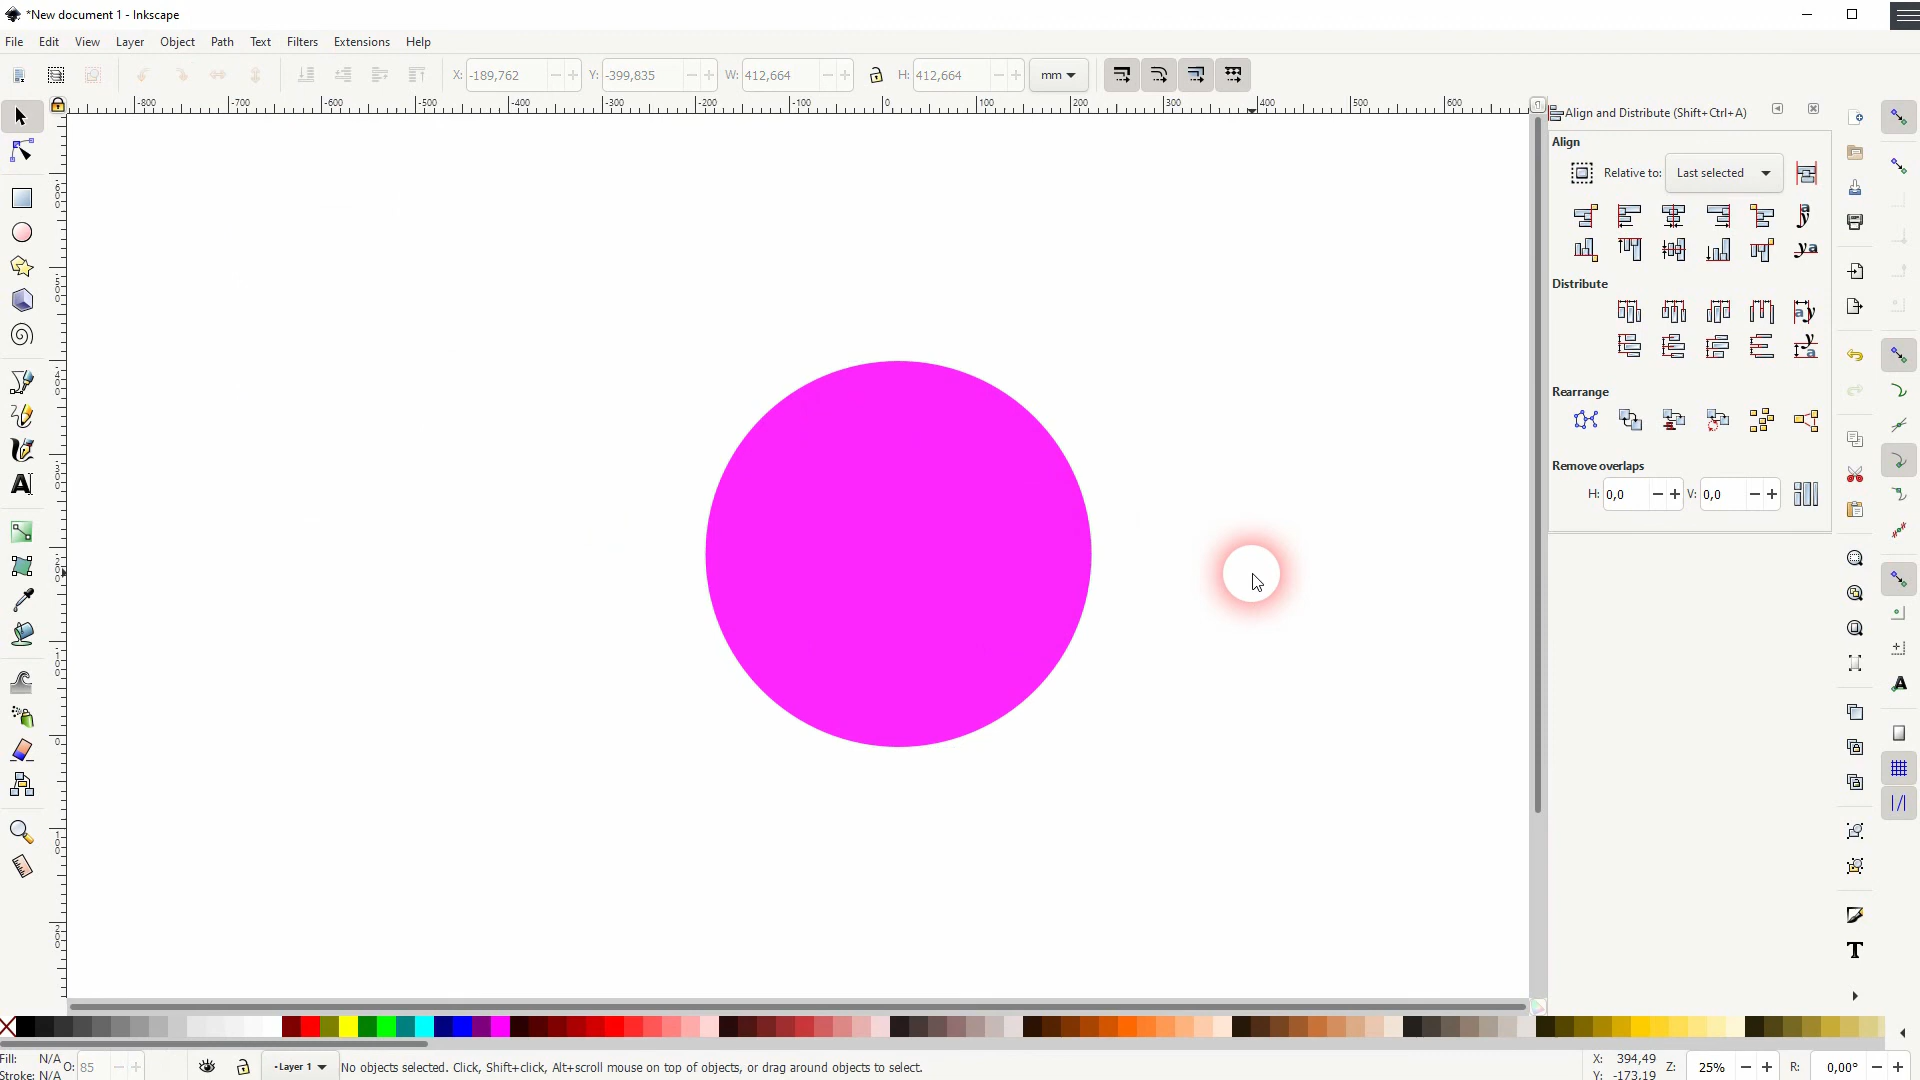 *New document 1 - Inkscape
File Edit View Layer Object Path Text Filters Extensions Help
X: -189,762 Y: -399,835 W: 412,664 H: 412,664 mm
-800 -700 -600 -500 -400 -300 -200 -100 0 100 200 300 400 500 600
Align and Distribute (Shift+Ctrl+A)
Align
Relative to: Last selected
Distribute
Rearrange
Remove overlaps
H: 0,0 V: 0,0
Fill: N/A O: 85
Stroke: N/A
Layer 1
No objects selected. Click, Shift+click, Alt+scroll mouse on top of objects, or drag around objects to select.
X: 394,49
Y: -173,19
Z: 25% R: 0,00°